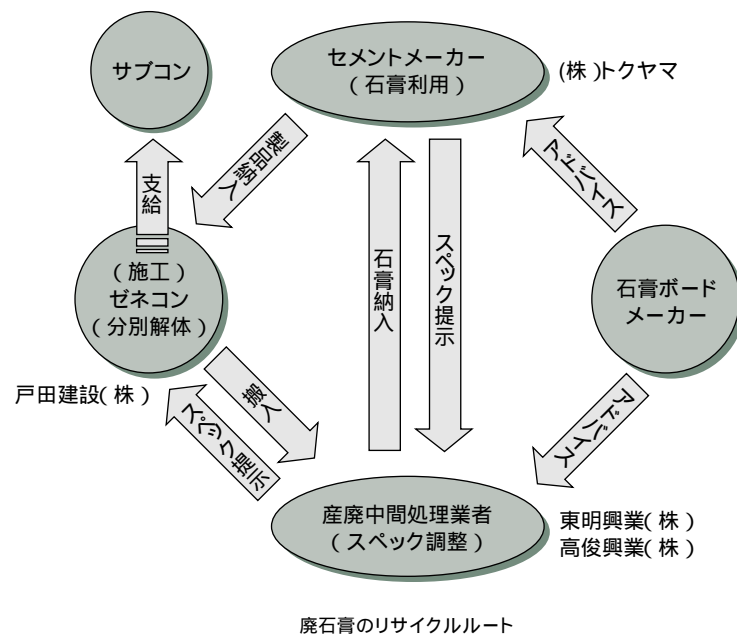 サブコン
セメントメーカー
(石膏利用)
(株)トクヤマ
製品納入
アドバイス
支給
石膏納入
スペック提示
(施工)
ゼネコン
(分別解体)
石膏ボード
メーカー
戸田建設(株)
搬入
スペック提示
アドバイス
産廃中間処理業者
(スペック調整)
東明興業(株)
高俊興業(株)
廃石膏のリサイクルルート